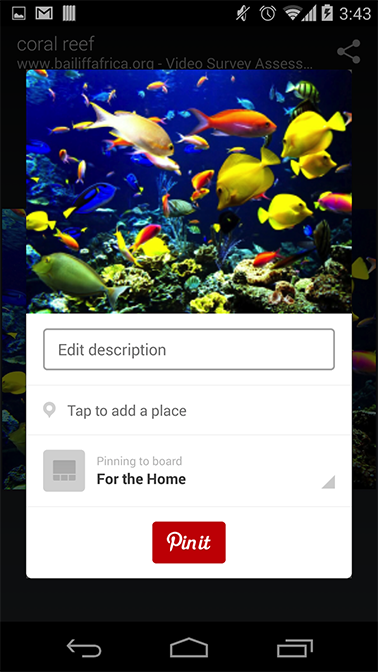 3:43
coral reef
www.bailiffafrica.org - Video Survey Assess...
Edit description
Tap to add a place
Pinning to board
For the Home
Pin it